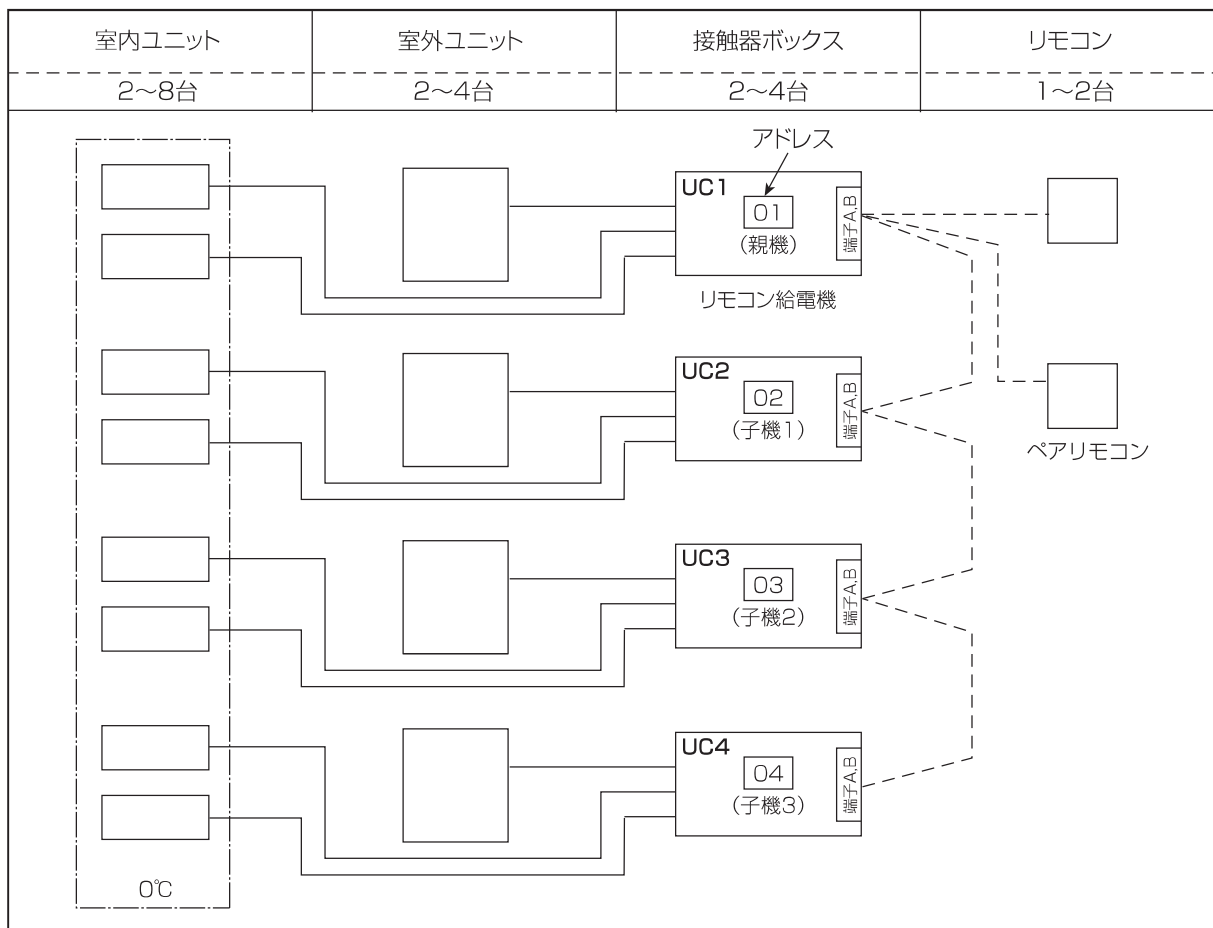 室内ユニット
室外ユニット
接触器ボックス
リモコン
2～8台
2～4台
2～4台
1～2台
アドレス
UC1
01
(親機)
端子A,B
リモコン給電機
UC2
02
(子機1)
端子A,B
ペアリモコン
UC3
03
(子機2)
端子A,B
UC4
04
(子機3)
端子A,B
0℃